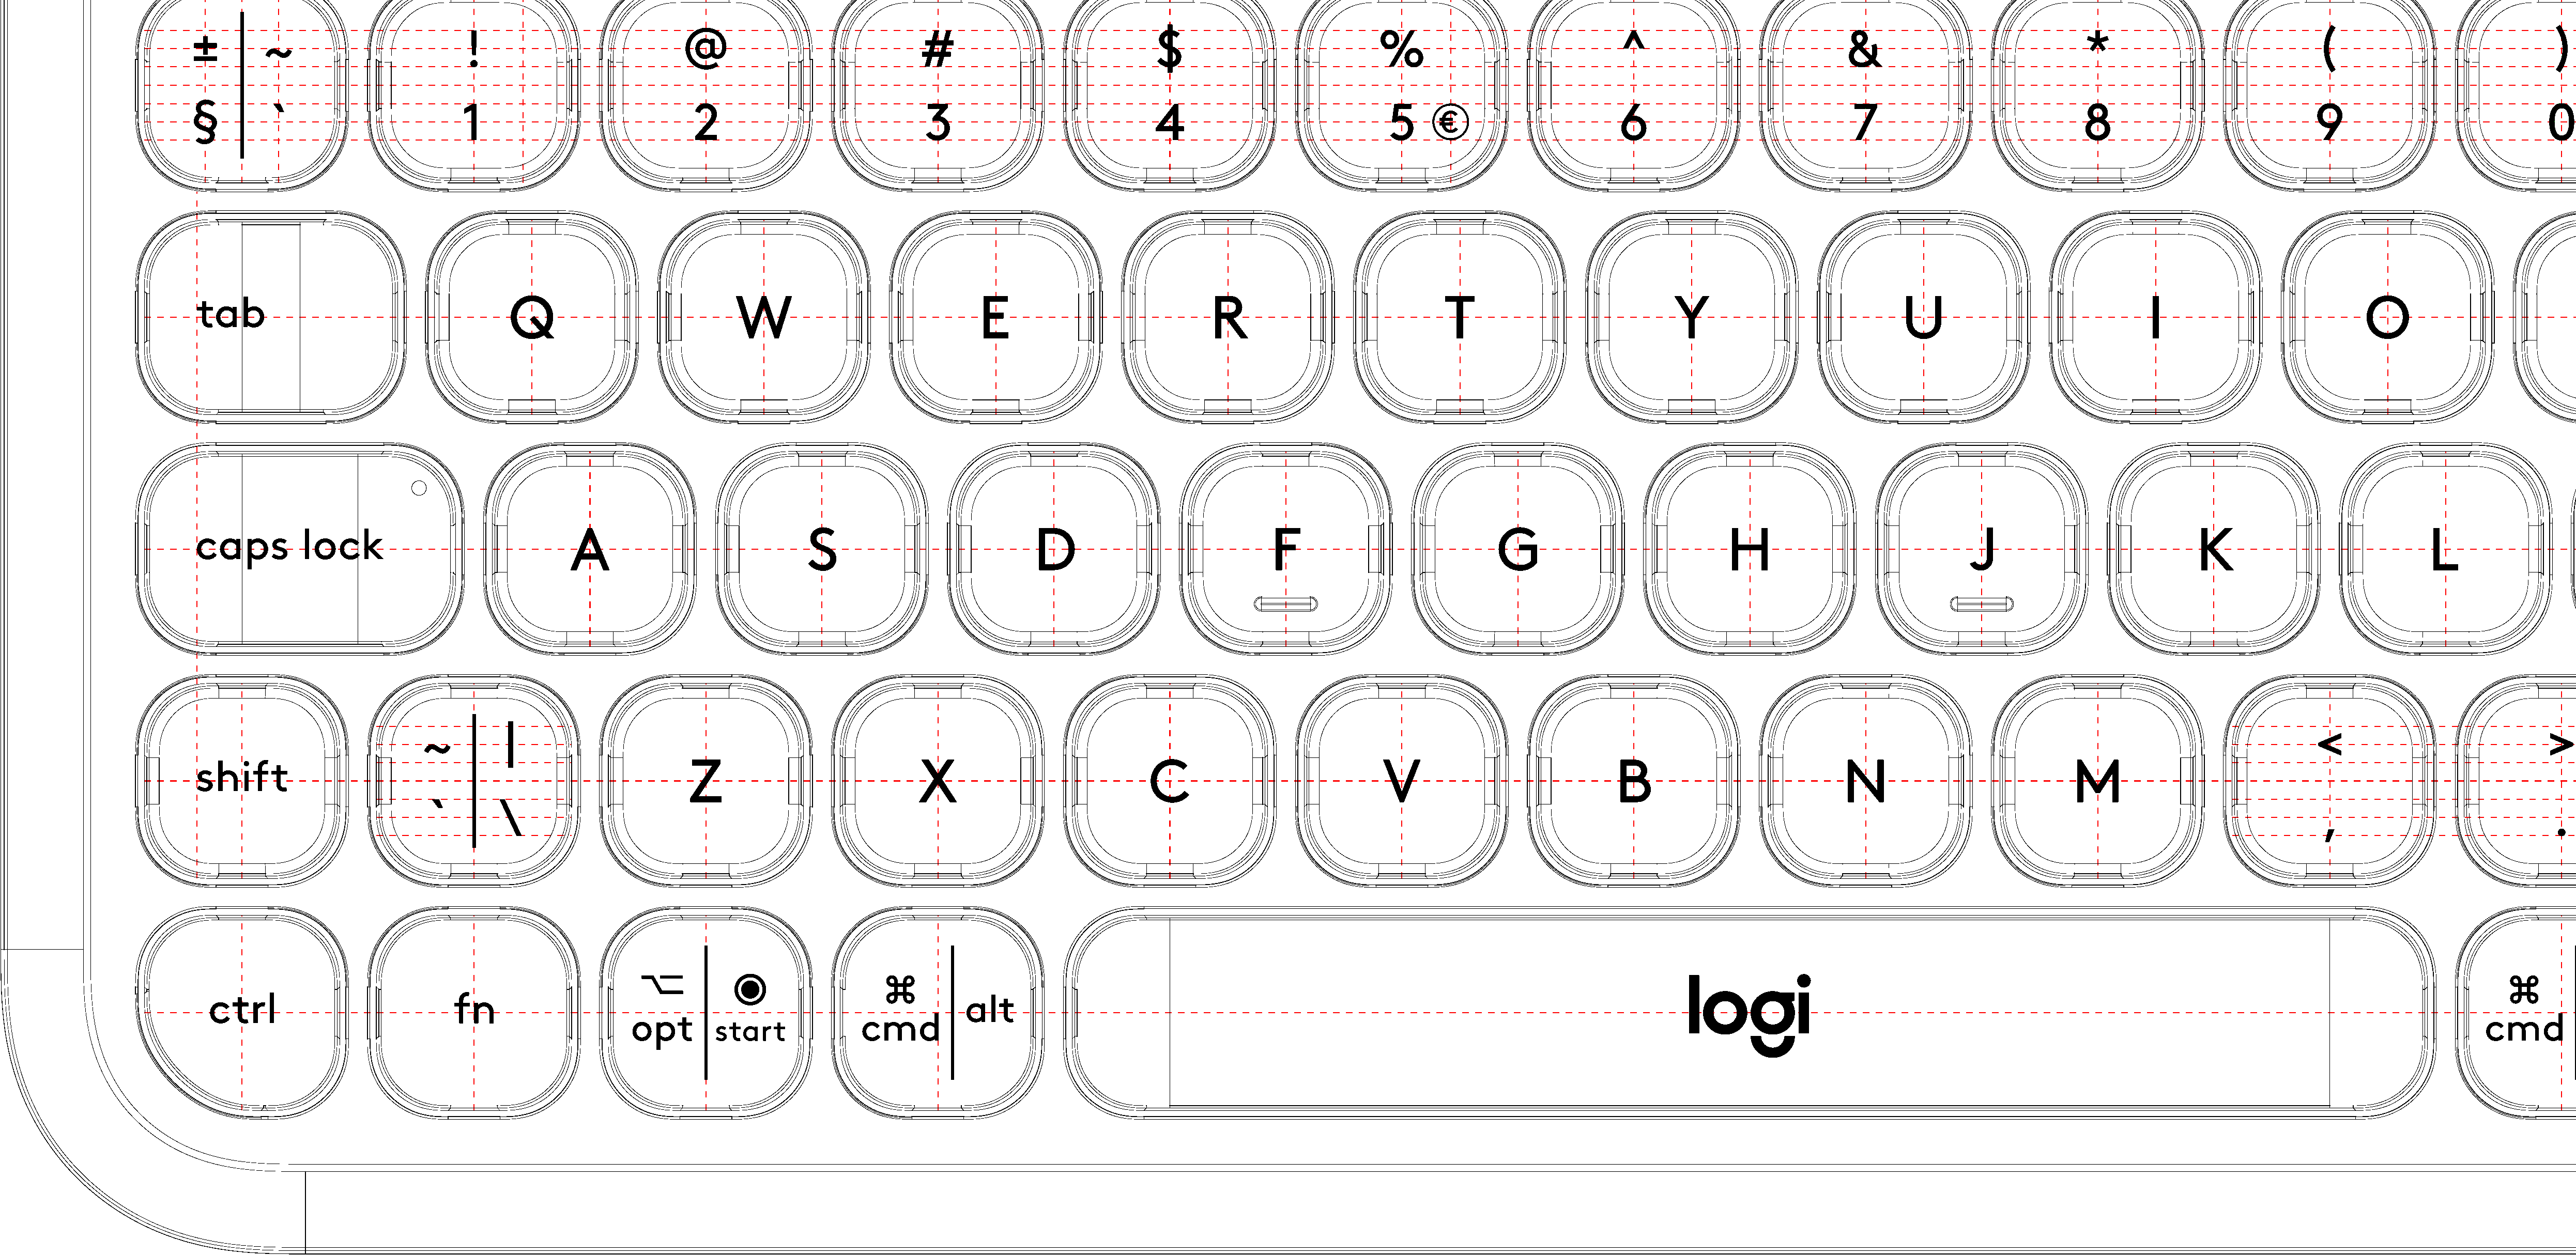 ± ~ ! @ # $ % ^ & * ( )
§ ` 1 2 3 4 5 € 6 7 8 9 0
tab Q W E R T Y U I O
caps lock A S D F G H J K L
shift ~ | Z X C V B N M < >
` \ , .
ctrl fn ⌥ opt ◉ start ⌘ cmd alt logi ⌘ cmd